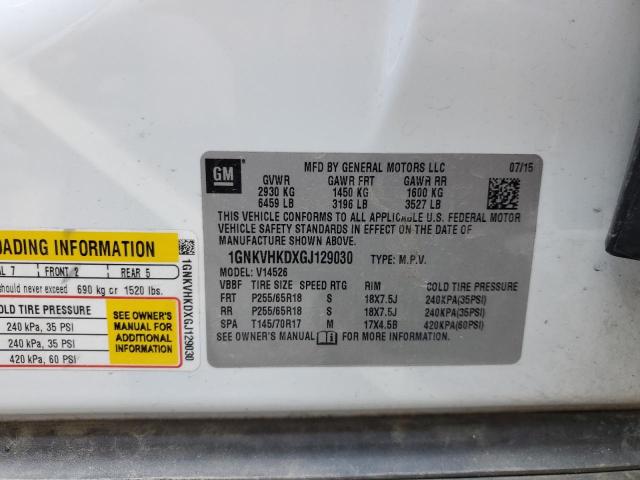 GM
MFD BY GENERAL MOTORS LLC 07/15
GVWR GAWR FRT GAWR RR
2930 KG 1450 KG 1600 KG
6459 LB 3196 LB 3527 LB
THIS VEHICLE CONFORMS TO ALL APPLICABLE U.S. FEDERAL MOTOR
VEHICLE SAFETY STANDARDS IN EFFECT ON THE DATE OF
MANUFACTURE SHOWN ABOVE.
1GNKVHKDXGJ129030 TYPE: M.P.V.
MODEL: V14526
VBBF TIRE SIZE SPEED RTG RIM COLD TIRE PRESSURE
FRT P255/65R18 S 18X7.5J 240KPA(35PSI)
RR P255/65R18 S 18X7.5J 240KPA(35PSI)
SPA T145/70R17 M 17X4.5B 420KPA(60PSI)
SEE OWNER'S MANUAL i FOR MORE INFORMATION.
LOADING INFORMATION
7 FRONT 2 REAR 5
should never exceed 690 kg or 1520 lbs.
COLD TIRE PRESSURE
240 kPa, 35 PSI
240 kPa, 35 PSI
420 kPa, 60 PSI
SEE OWNER'S
MANUAL FOR
ADDITIONAL
INFORMATION
1GNKVHKDXGJ129030